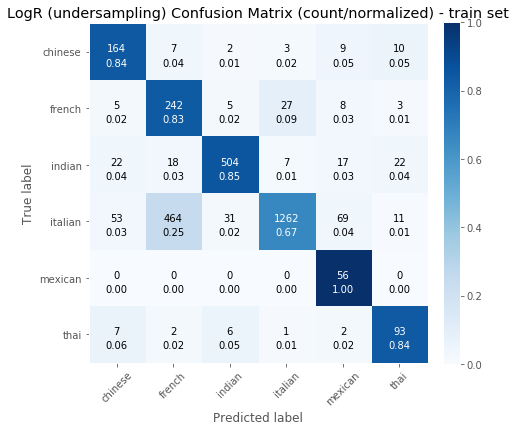 LogR (undersampling) Confusion Matrix (count/normalized) - train set
True label
chinese 164 7 2 3 9 10
0.84 0.04 0.01 0.02 0.05 0.05
french 5 242 5 27 8 3
0.02 0.83 0.02 0.09 0.03 0.01
indian 22 18 504 7 17 22
0.04 0.03 0.85 0.01 0.03 0.04
italian 53 464 31 1262 69 11
0.03 0.25 0.02 0.67 0.04 0.01
mexican 0 0 0 0 56 0
0.00 0.00 0.00 0.00 1.00 0.00
thai 7 2 6 1 2 93
0.06 0.02 0.05 0.01 0.02 0.84
chinese french indian italian mexican thai
Predicted label
1.0
0.8
0.6
0.4
0.2
0.0